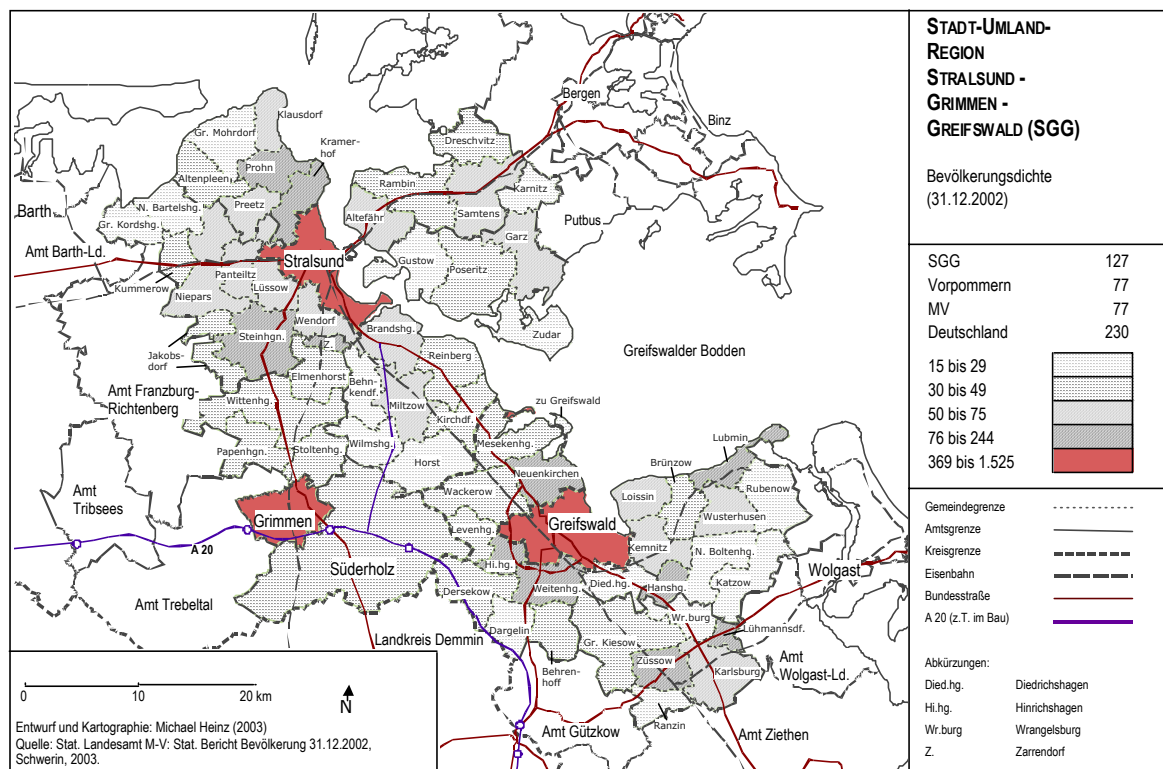 STADT-UMLAND-
REGION
STRALSUND -
GRIMMEN -
GREIFSWALD (SGG)
Bevölkerungsdichte
(31.12.2002)
SGG 127
Vorpommern 77
MV 77
Deutschland 230
15 bis 29
30 bis 49
50 bis 75
76 bis 244
369 bis 1.525
Gemeindegrenze
Amtsgrenze
Kreisgrenze
Eisenbahn
Bundesstraße
A 20 (z.T. im Bau)
Abkürzungen:
Died.hg. Diedrichshagen
Hi.hg. Hinrichshagen
Wr.burg Wrangelsburg
Z. Zarrendorf
Klausdorf
Gr. Mohrdorf
Kramer-
hof
Prohn
Altenpleen
Preetz
N. Bartelshg.
Gr. Kordshg.
Barth
Amt Barth-Ld.
Stralsund
Panteiltz
Kummerow
Lüssow
Niepars
Wendorf
Steinhgn.
Z.
Jakobs-
dorf
Amt Franzburg-
Richtenberg
Elmenhorst
Behn-
kendf.
Wittenhg.
Miltzow
Brandshg.
Reinberg
Kirchdf.
Papenhgn.
Stoltenhg.
Wilmshg.
Horst
Mesekenhg.
zu Greifswald
Amt
Tribsees
Grimmen
A 20
Süderholz
Amt Trebeltal
Landkreis Demmin
Bergen
Binz
Dreschvitz
Rambin
Karnitz
Altefähr
Samtens
Putbus
Garz
Gustow
Poseritz
Zudar
Greifswalder Bodden
Neuenkirchen
Wackerow
Levenhg.
Greifswald
Hi.hg.
Weitenhg.
Died.hg.
Dersekow
Dargelin
Behren-
hoff
Gr. Kiesow
Lubmin
Brünzow
Rubenow
Loissin
Wusterhusen
Kemnitz
N. Boltenhg.
Hanshg.
Katzow
Wolgast
Wr.burg
Lühmannsdf.
Züssow
Karlsburg
Amt
Wolgast-Ld.
Ranzin
Amt Gützkow
Amt Ziethen
0 10 20 km
N
Entwurf und Kartographie: Michael Heinz (2003)
Quelle: Stat. Landesamt M-V: Stat. Bericht Bevölkerung 31.12.2002,
Schwerin, 2003.